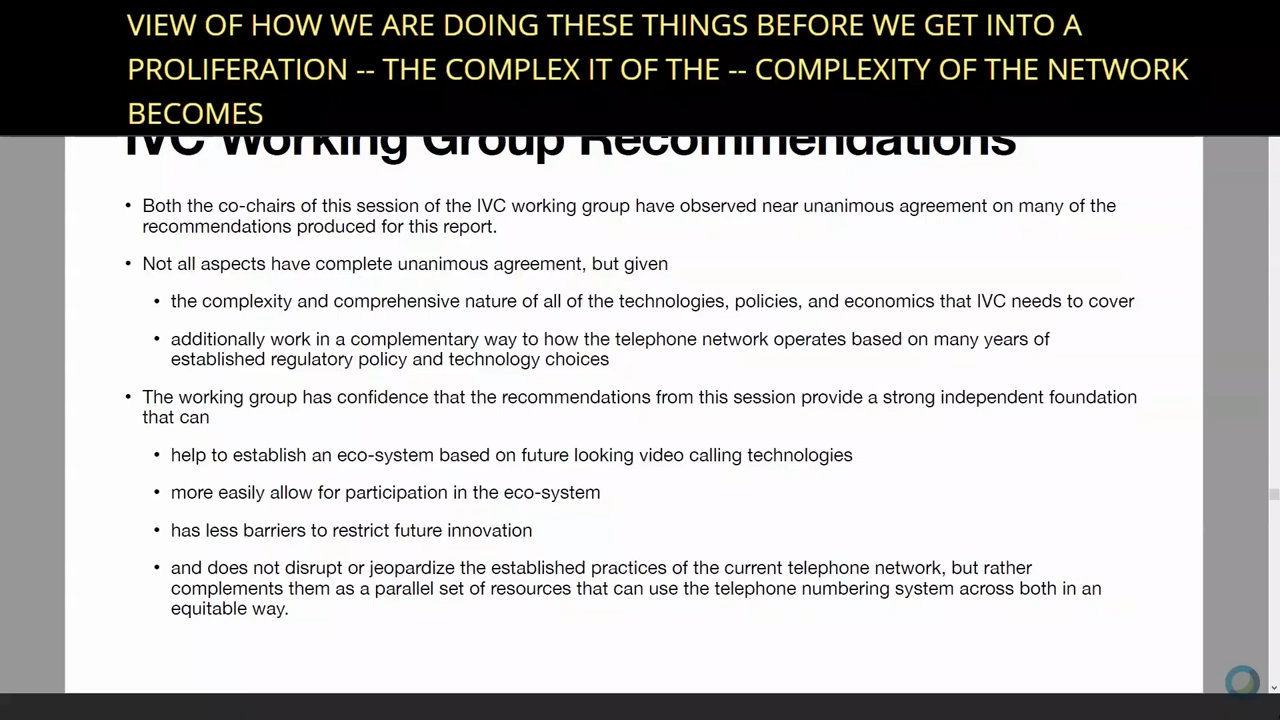 VIEW OF HOW WE ARE DOING THESE THINGS BEFORE WE GET INTO A
PROLIFERATION -- THE COMPLEX IT OF THE -- COMPLEXITY OF THE NETWORK
BECOMES
IVC Working Group Recommendations
• Both the co-chairs of this session of the IVC working group have observed near unanimous agreement on many of the
recommendations produced for this report.
• Not all aspects have complete unanimous agreement, but given
• the complexity and comprehensive nature of all of the technologies, policies, and economics that IVC needs to cover
• additionally work in a complementary way to how the telephone network operates based on many years of
established regulatory policy and technology choices
• The working group has confidence that the recommendations from this session provide a strong independent foundation
that can
• help to establish an eco-system based on future looking video calling technologies
• more easily allow for participation in the eco-system
• has less barriers to restrict future innovation
• and does not disrupt or jeopardize the established practices of the current telephone network, but rather
complements them as a parallel set of resources that can use the telephone numbering system across both in an
equitable way.